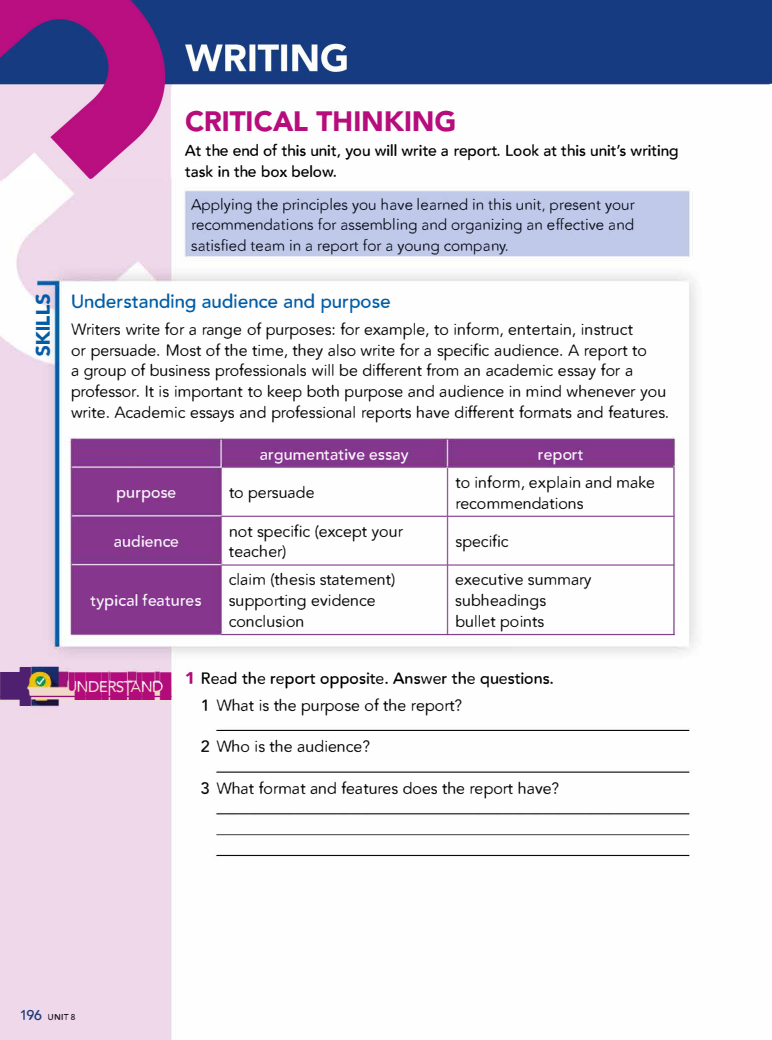 WRITING
CRITICAL THINKING
At the end of this unit, you will write a report. Look at this unit's writing
task in the box below.
Applying the principles you have learned in this unit, present your
recommendations for assembling and organizing an effective and
satisfied team in a report for a young company.
SKILLS
Understanding audience and purpose
Writers write for a range of purposes: for example, to inform, entertain, instruct
or persuade. Most of the time, they also write for a specific audience. A report to
a group of business professionals will be different from an academic essay for a
professor. It is important to keep both purpose and audience in mind whenever you
write. Academic essays and professional reports have different formats and features.
argumentative essay report
purpose to persuade to inform, explain and make
recommendations
audience not specific (except your
teacher) specific
typical features claim (thesis statement) executive summary
supporting evidence subheadings
conclusion bullet points
UNDERSTAND
1 Read the report opposite. Answer the questions.
1 What is the purpose of the report?
2 Who is the audience?
3 What format and features does the report have?
196 UNIT 8